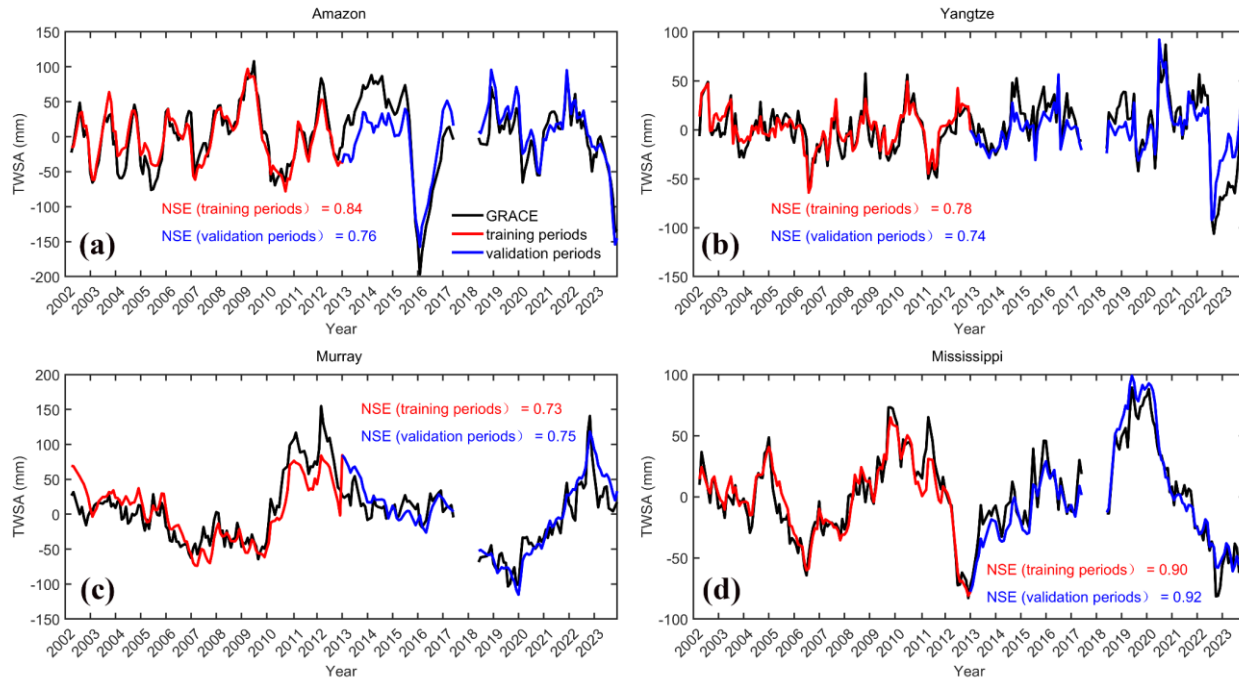 Amazon
150
100
50
0
-50
-100
-150
-200
TWSA (mm)
NSE (training periods） = 0.84
NSE (validation periods） = 0.76
GRACE
training periods
validation periods
(a)
2002 2003 2004 2005 2006 2007 2008 2009 2010 2011 2012 2013 2014 2015 2016 2017 2018 2019 2020 2021 2022 2023
Year
Yangtze
100
50
0
-50
-100
-150
TWSA (mm)
NSE (training periods） = 0.78
NSE (validation periods） = 0.74
(b)
2002 2003 2004 2005 2006 2007 2008 2009 2010 2011 2012 2013 2014 2015 2016 2017 2018 2019 2020 2021 2022 2023
Year
Murray
200
150
100
50
0
-50
-100
-150
TWSA (mm)
NSE (training periods） = 0.73
NSE (validation periods） = 0.75
(c)
2002 2003 2004 2005 2006 2007 2008 2009 2010 2011 2012 2013 2014 2015 2016 2017 2018 2019 2020 2021 2022 2023
Year
Mississippi
100
50
0
-50
-100
TWSA (mm)
NSE (training periods） = 0.90
NSE (validation periods） = 0.92
(d)
2002 2003 2004 2005 2006 2007 2008 2009 2010 2011 2012 2013 2014 2015 2016 2017 2018 2019 2020 2021 2022 2023
Year